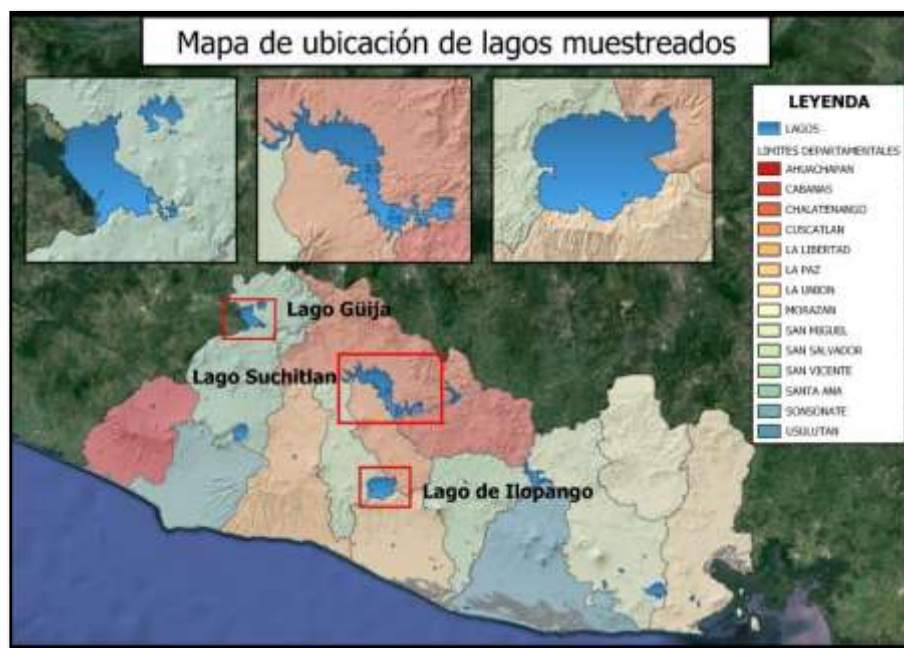 Mapa de ubicación de lagos muestreados
LEYENDA
LAGOS
LIMITES DEPARTAMENTALES
AHUACHAPAN
CABANAS
CHALATENANGO
CUSCATLAN
LA LIBERTAD
LA PAZ
LA UNION
MORAZAN
SAN MIGUEL
SAN SALVADOR
SAN VICENTE
SANTA ANA
SONSONATE
USULUTAN
Lago Güija
Lago Suchitlan
Lago de Ilopango